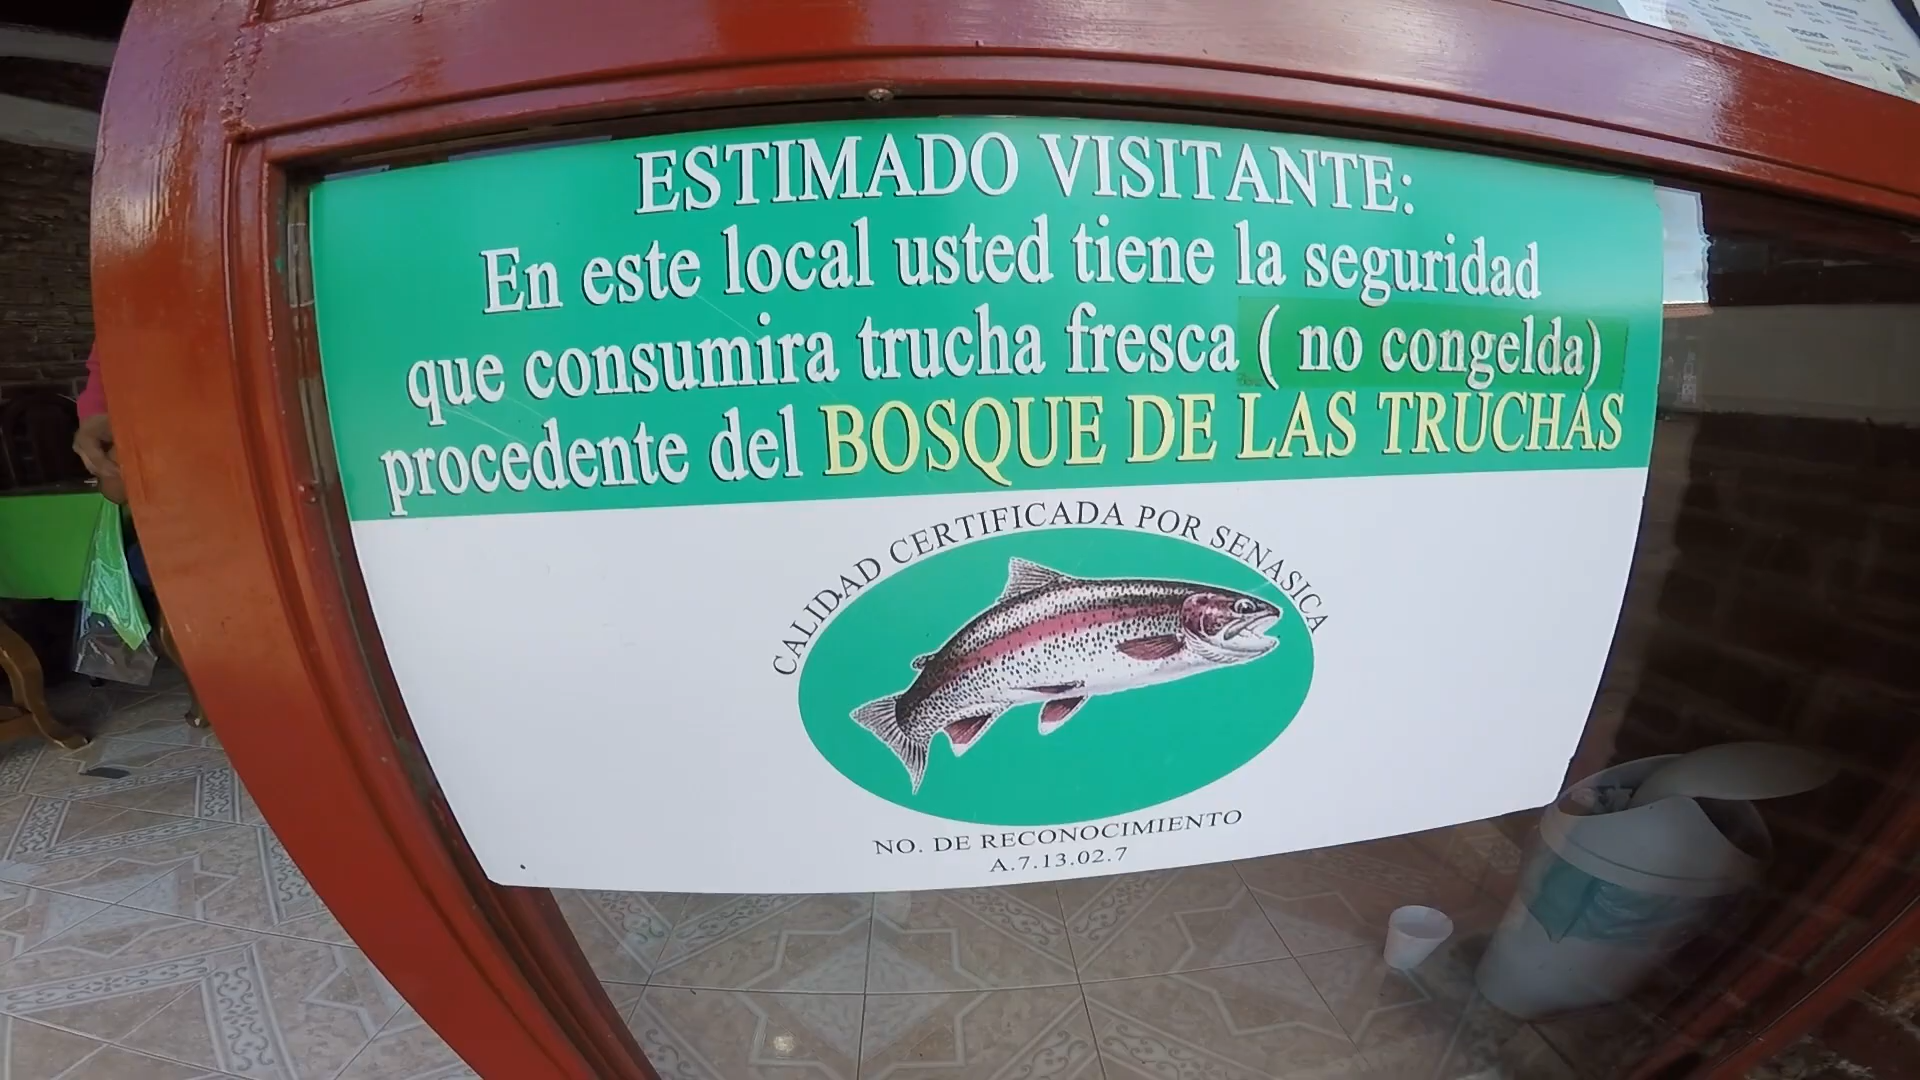 ESTIMADO VISITANTE:
En este local usted tiene la seguridad
que consumira trucha fresca ( no congelda)
procedente del BOSQUE DE LAS TRUCHAS
CALIDAD CERTIFICADA POR SENASICA
NO. DE RECONOCIMIENTO
A.7.13.02.7